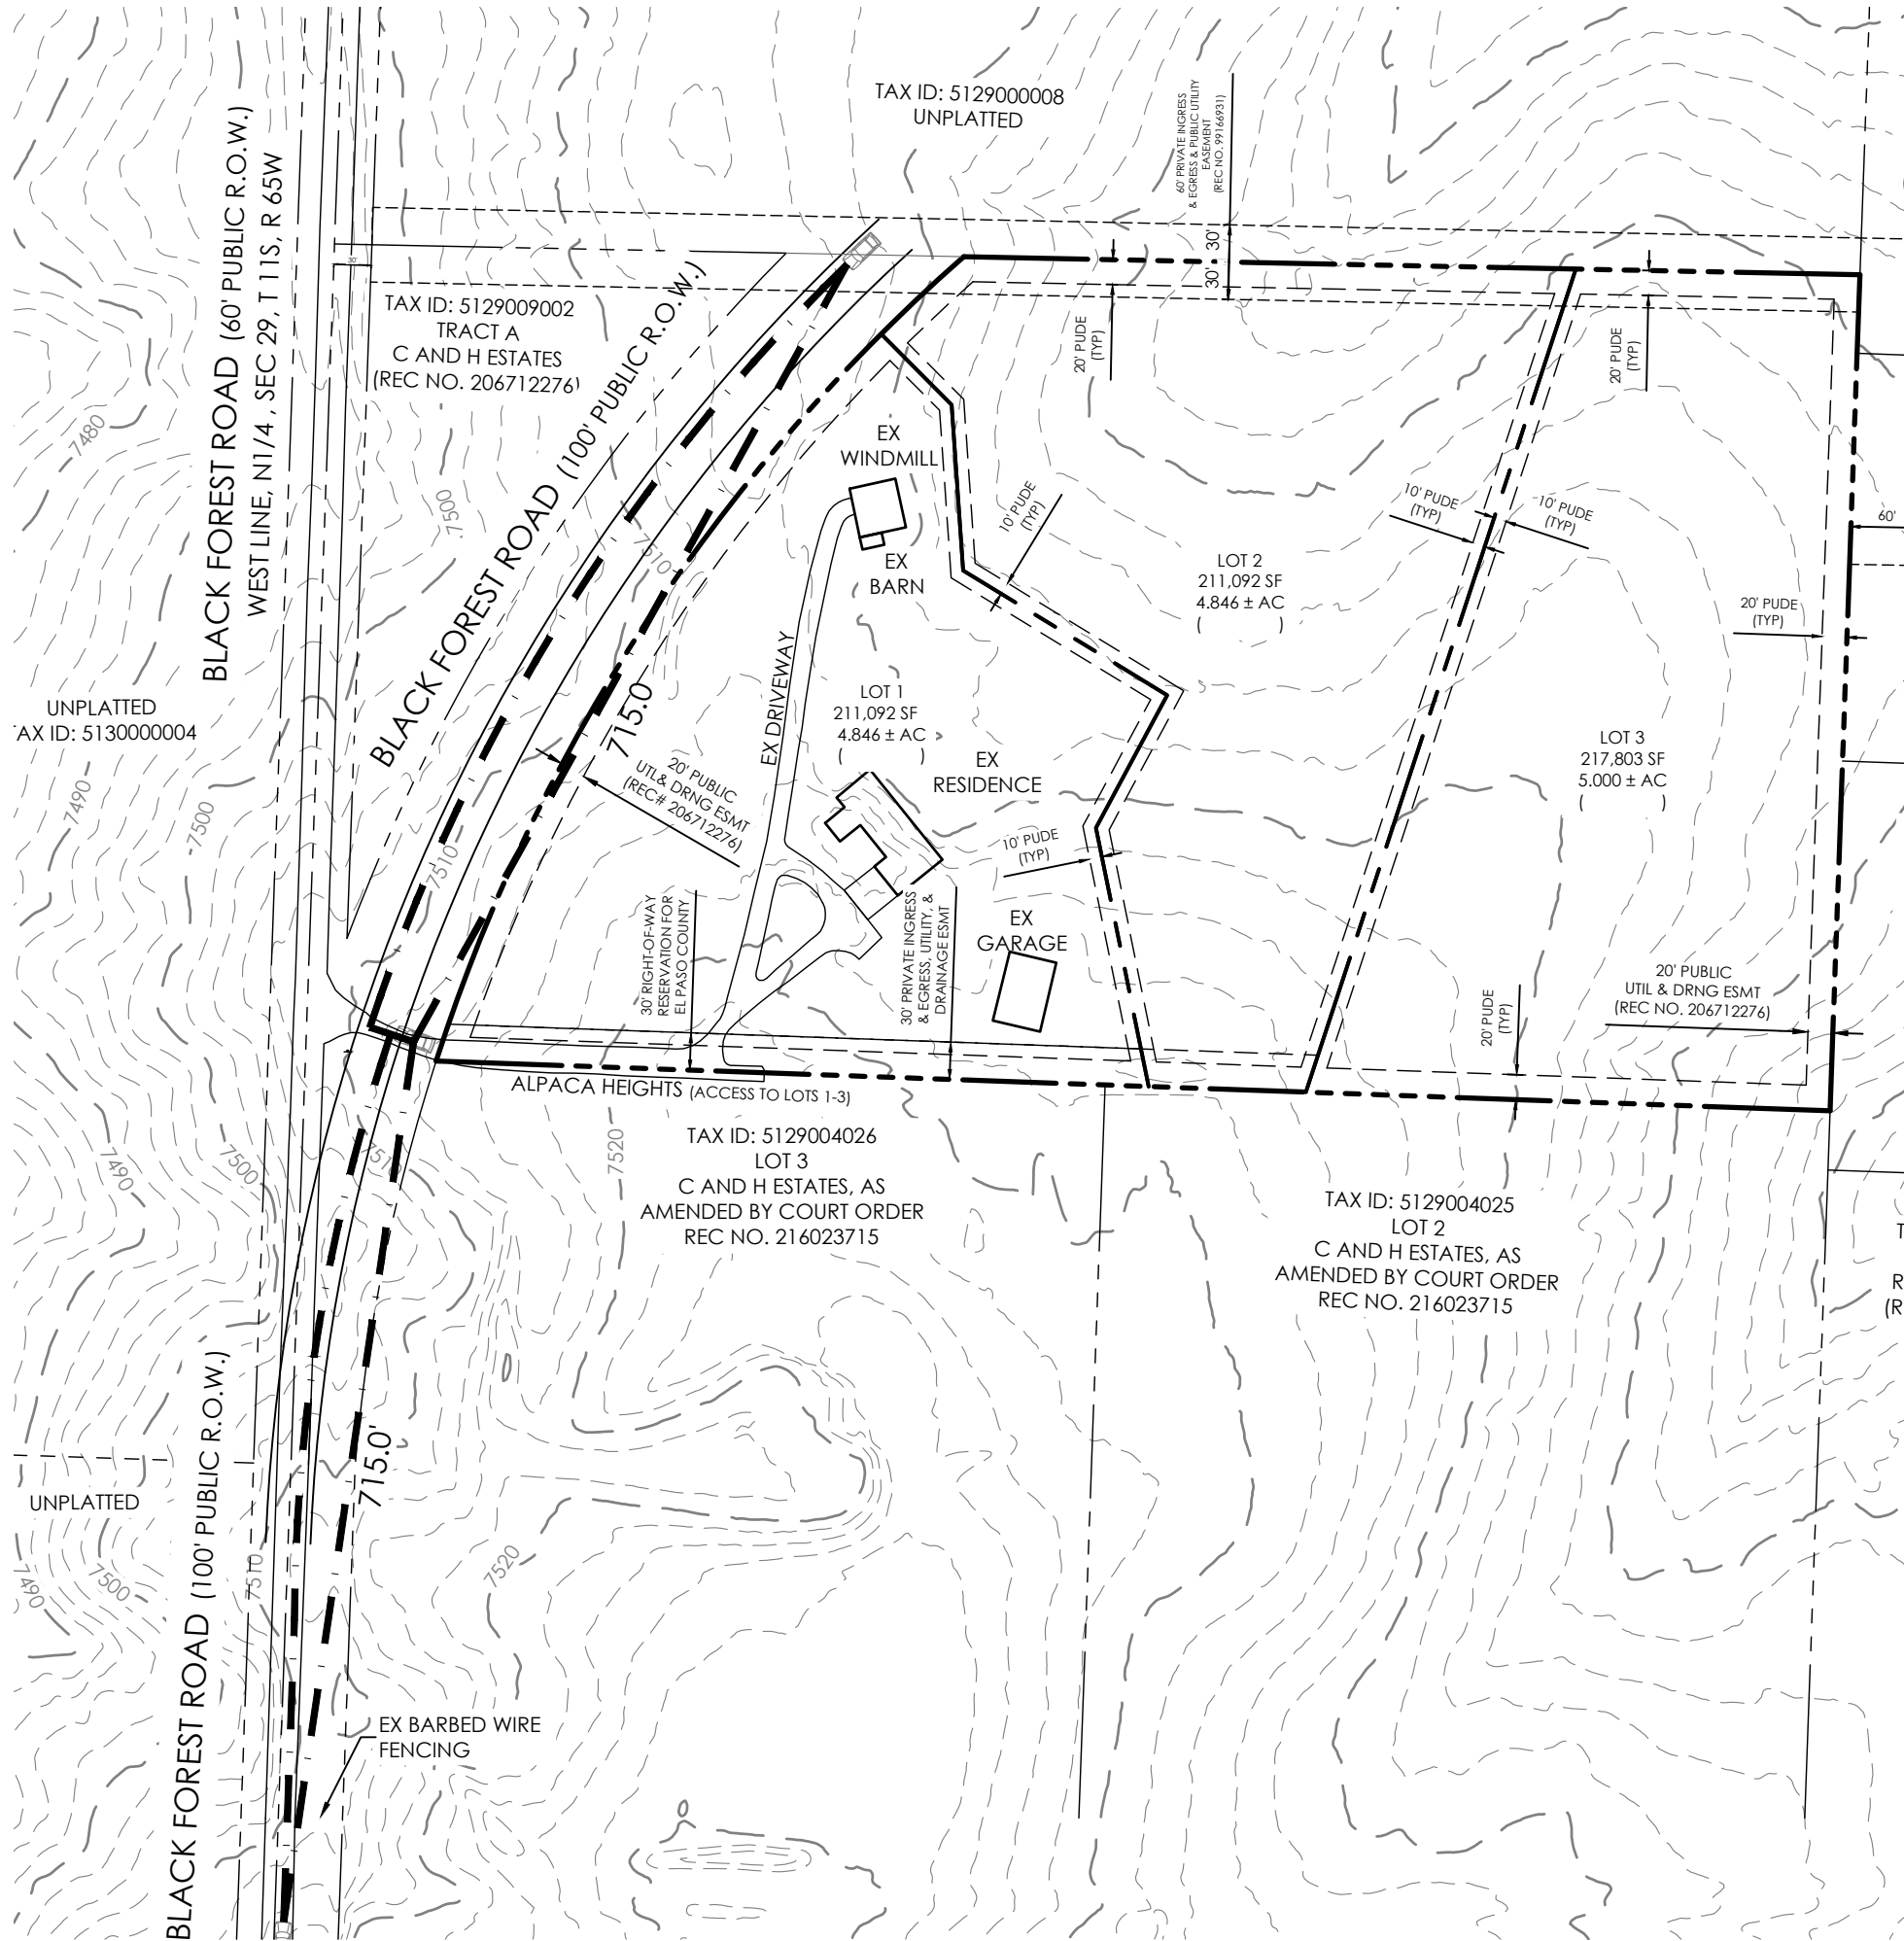 TAX ID: 5129000008
UNPLATTED
60' PRIVATE INGRESS
& EGRESS & PUBLIC UTILITY
EASEMENT
(REC NO. 99166931)
30'
30'
30'
BLACK FOREST ROAD (60' PUBLIC R.O.W.)
WEST LINE, N1/4 , SEC 29, T 11S, R 65W
TAX ID: 5129009002
TRACT A
C AND H ESTATES
(REC NO. 206712276)
BLACK FOREST ROAD (100' PUBLIC R.O.W.)
20' PUDE
(TYP)
20' PUDE
(TYP)
7480
7500
7510
EX
WINDMILL
EX
BARN
10' PUDE
(TYP)
10' PUDE
(TYP)
10' PUDE
(TYP)
60'
LOT 2
211,092 SF
4.846 ± AC
( )
20' PUDE
(TYP)
UNPLATTED
TAX ID: 5130000004
715.0
EX DRIVEWAY
LOT 1
211,092 SF
4.846 ± AC
( )
LOT 3
217,803 SF
5.000 ± AC
( )
20' PUBLIC
UTL& DRNG ESMT
(REC# 206712276)
EX
RESIDENCE
7490
7500
7510
10' PUDE
(TYP)
30' RIGHT-OF-WAY
RESERVATION FOR
EL PASO COUNTY
30' PRIVATE INGRESS
& EGRESS, UTILITY, &
DRAINAGE ESMT
EX
GARAGE
20' PUDE
(TYP)
20' PUBLIC
UTIL & DRNG ESMT
(REC NO. 206712276)
ALPACA HEIGHTS (ACCESS TO LOTS 1-3)
7490
7500
7510
7520
TAX ID: 5129004026
LOT 3
C AND H ESTATES, AS
AMENDED BY COURT ORDER
REC NO. 216023715
TAX ID: 5129004025
LOT 2
C AND H ESTATES, AS
AMENDED BY COURT ORDER
REC NO. 216023715
T
R
(R
BLACK FOREST ROAD (100' PUBLIC R.O.W.)
715.0'
UNPLATTED
7490
7500
7510
7520
EX BARBED WIRE
FENCING